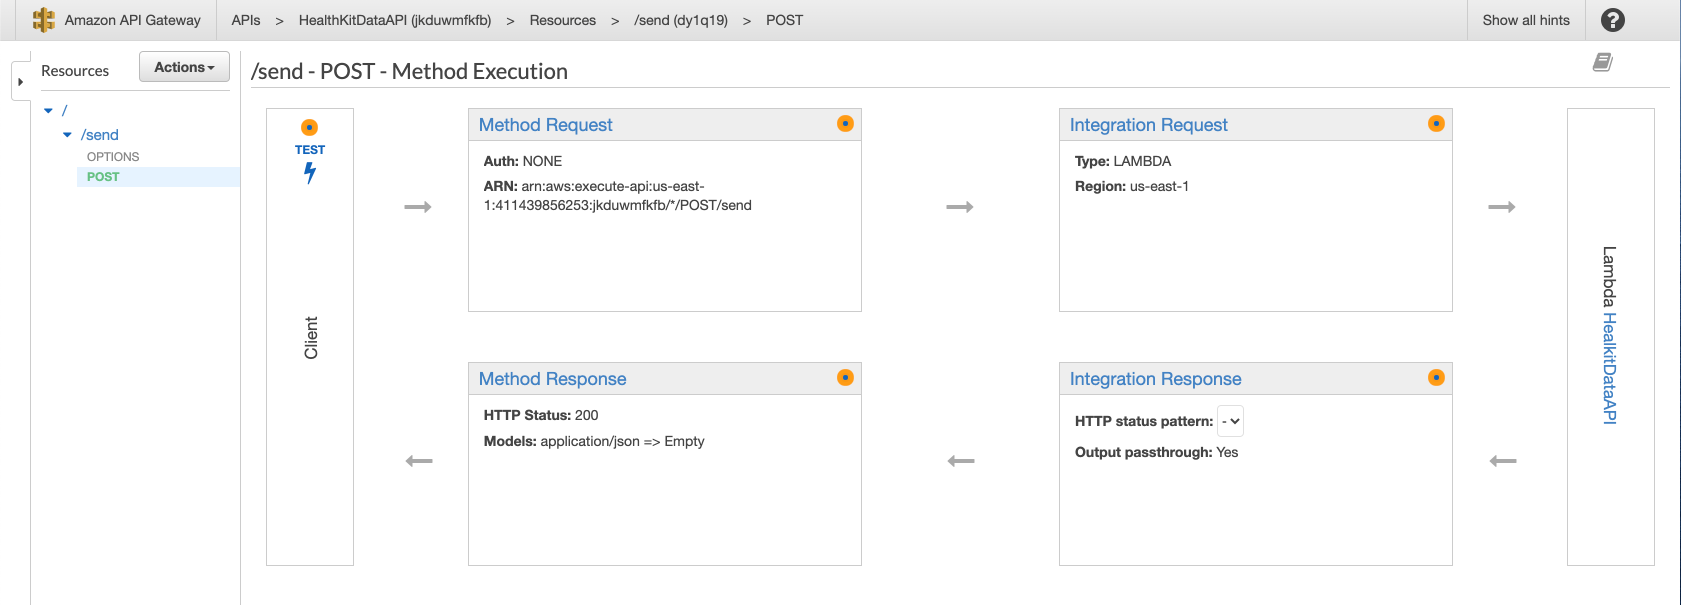 Amazon API Gateway
APIs > HealthKitDataAPI (jkduwmfkfb) > Resources > /send (dy1q19) > POST
Show all hints
?
Resources
Actions
/send - POST - Method Execution
/
/send
OPTIONS
POST
TEST
Client
Method Request
Auth: NONE
ARN: arn:aws:execute-api:us-east-
1:411439856253:jkduwmfkfb/*/POST/send
Integration Request
Type: LAMBDA
Region: us-east-1
Lambda HealkitDataAPI
Method Response
HTTP Status: 200
Models: application/json => Empty
Integration Response
HTTP status pattern: -
Output passthrough: Yes